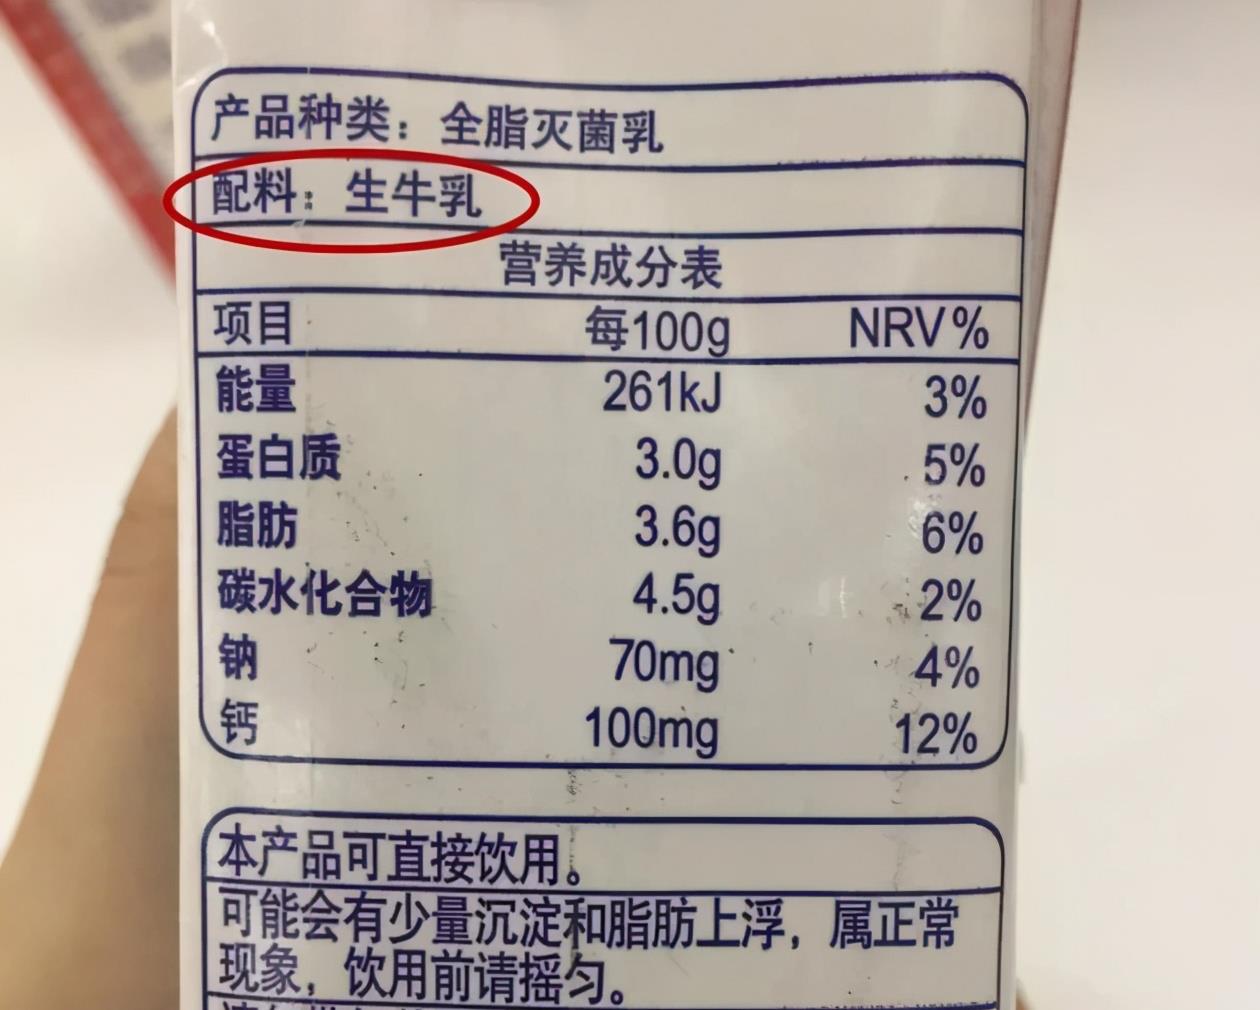 产品种类：全脂灭菌乳
配料：生牛乳
营养成分表
项目 每100g NRV%
能量 261kJ 3%
蛋白质 3.0g 5%
脂肪 3.6g 6%
碳水化合物 4.5g 2%
钠 70mg 4%
钙 100mg 12%
本产品可直接饮用。
可能会有少量沉淀和脂肪上浮，属正常
现象，饮用前请摇匀。